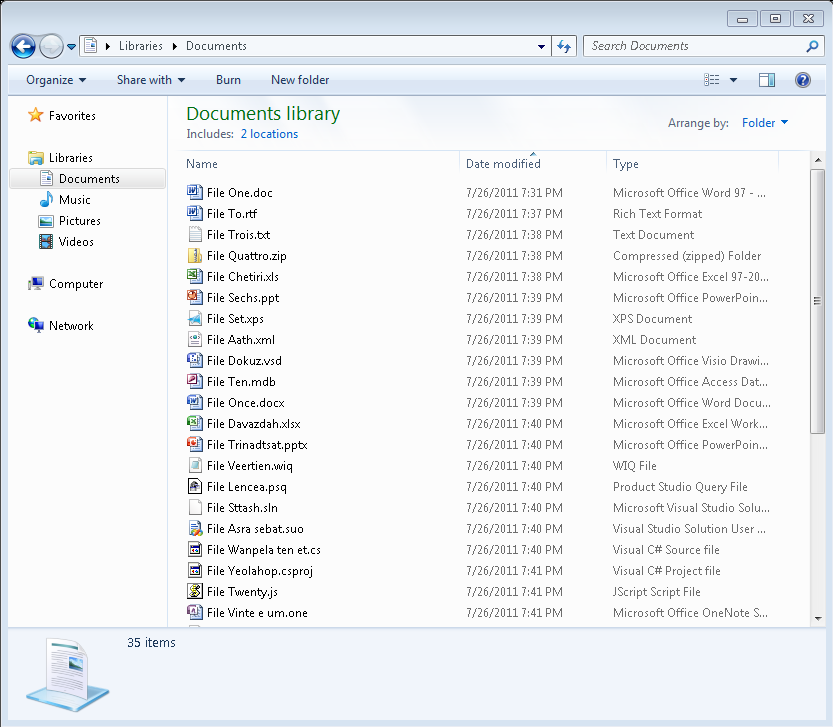 Libraries Documents
Search Documents
Organize Share with Burn New folder
Favorites
Libraries
Documents
Music
Pictures
Videos
Computer
Network
Documents library
Includes: 2 locations
Arrange by: Folder
Name Date modified Type
File One.doc 7/26/2011 7:31 PM Microsoft Office Word 97 - ...
File To.rtf 7/26/2011 7:37 PM Rich Text Format
File Trois.txt 7/26/2011 7:38 PM Text Document
File Quattro.zip 7/26/2011 7:38 PM Compressed (zipped) Folder
File Chetiri.xls 7/26/2011 7:38 PM Microsoft Office Excel 97-20...
File Sechs.ppt 7/26/2011 7:39 PM Microsoft Office PowerPoin...
File Set.xps 7/26/2011 7:39 PM XPS Document
File Aath.xml 7/26/2011 7:39 PM XML Document
File Dokuz.vsd 7/26/2011 7:39 PM Microsoft Office Visio Drawi...
File Ten.mdb 7/26/2011 7:39 PM Microsoft Office Access Dat...
File Once.docx 7/26/2011 7:39 PM Microsoft Office Word Docu...
File Davazdah.xlsx 7/26/2011 7:40 PM Microsoft Office Excel Work...
File Trinadtsat.pptx 7/26/2011 7:40 PM Microsoft Office PowerPoin...
File Veertien.wiq 7/26/2011 7:40 PM WIQ File
File Lencea.psq 7/26/2011 7:40 PM Product Studio Query File
File Sttash.sln 7/26/2011 7:40 PM Microsoft Visual Studio Solu...
File Asra sebat.suo 7/26/2011 7:40 PM Visual Studio Solution User ...
File Wanpela ten et.cs 7/26/2011 7:40 PM Visual C# Source file
File Yeolahop.csproj 7/26/2011 7:41 PM Visual C# Project file
File Twenty.js 7/26/2011 7:41 PM JScript Script File
File Vinte e um.one 7/26/2011 7:41 PM Microsoft Office OneNote S...
35 items